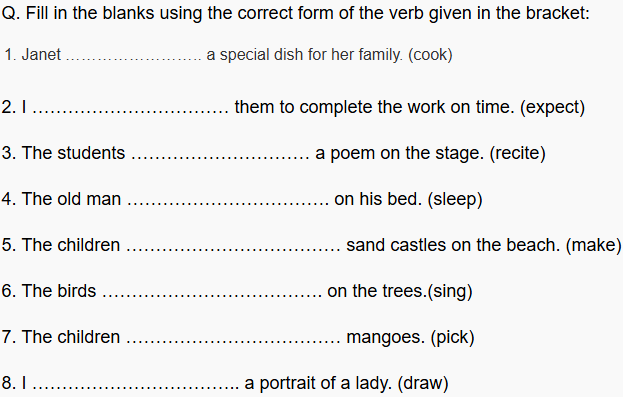 Q. Fill in the blanks using the correct form of the verb given in the bracket:
1. Janet ............................ a special dish for her family. (cook)
2. I ................................. them to complete the work on time. (expect)
3. The students .............................. a poem on the stage. (recite)
4. The old man .................................. on his bed. (sleep)
5. The children .................................... sand castles on the beach. (make)
6. The birds ..................................... on the trees.(sing)
7. The children .................................... mangoes. (pick)
8. I ................................... a portrait of a lady. (draw)